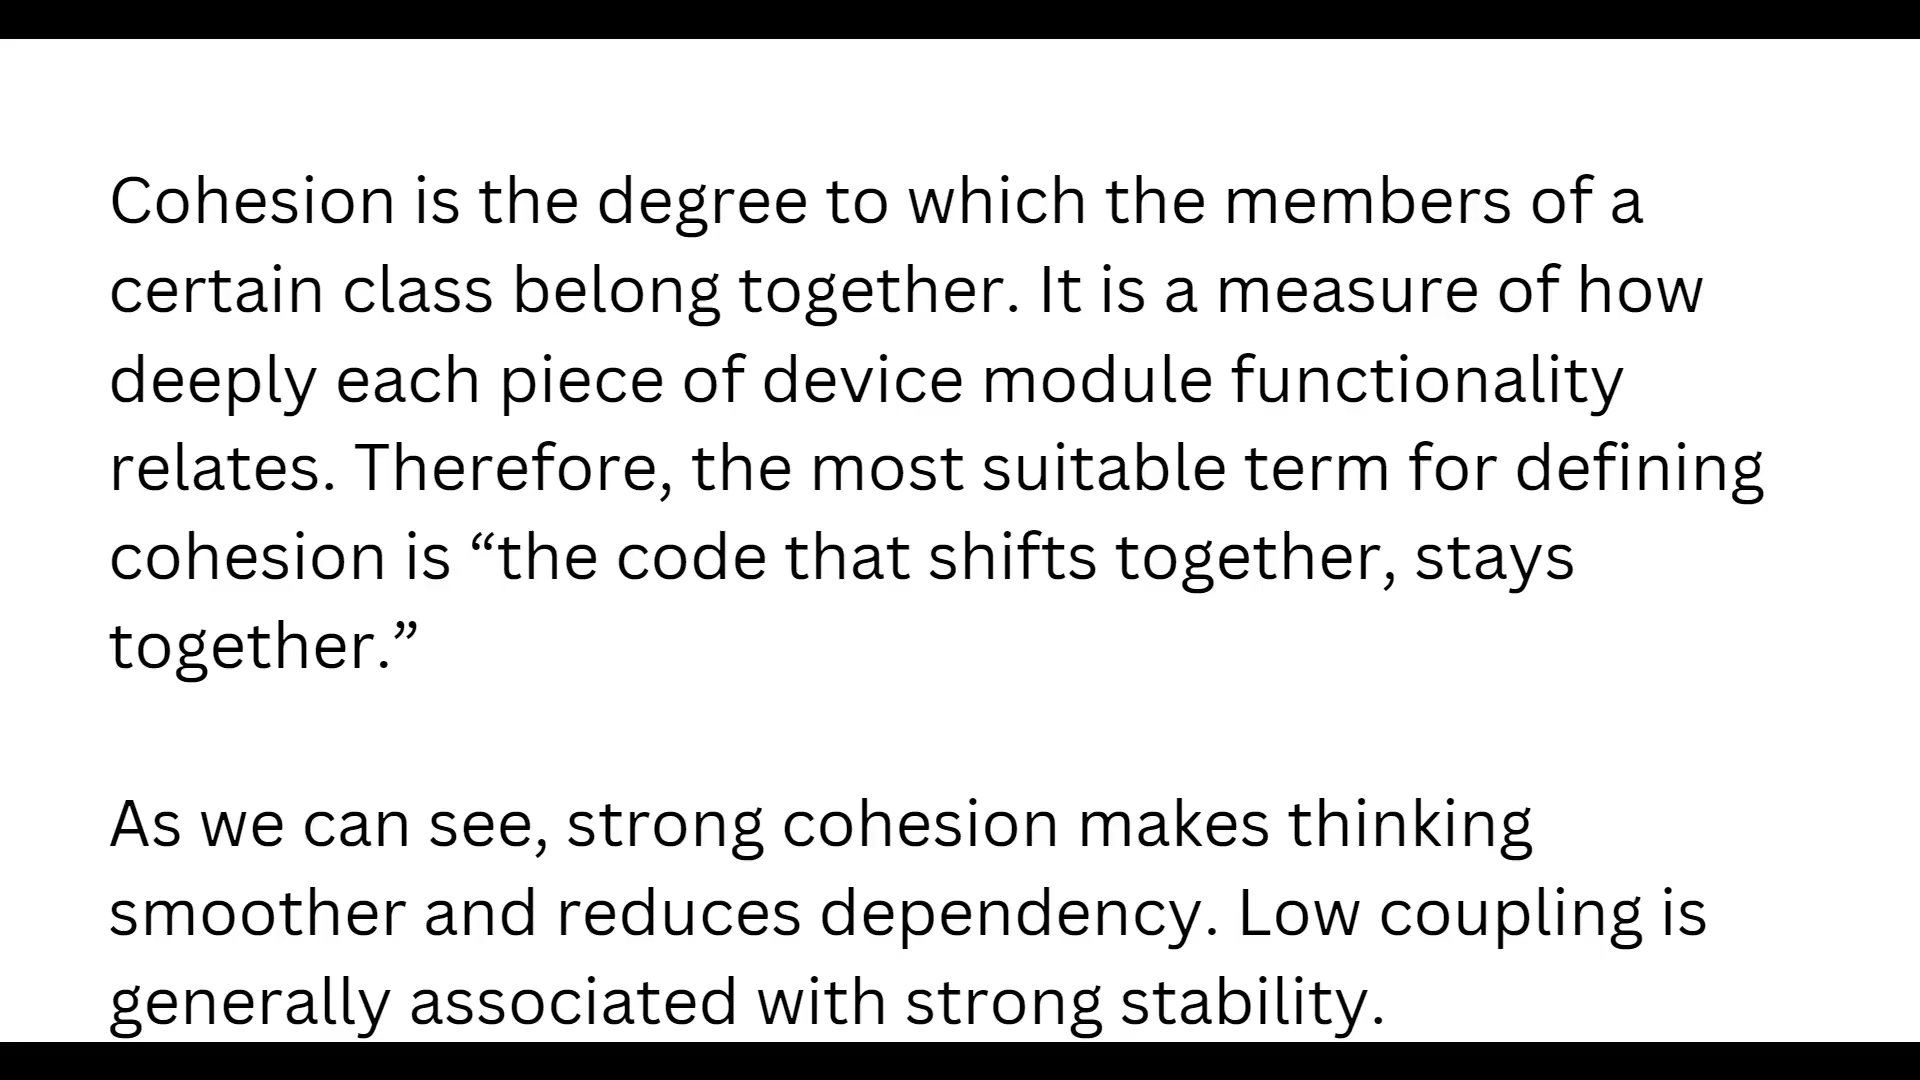 Cohesion is the degree to which the members of a
certain class belong together. It is a measure of how
deeply each piece of device module functionality
relates. Therefore, the most suitable term for defining
cohesion is “the code that shifts together, stays
together.”
As we can see, strong cohesion makes thinking
smoother and reduces dependency. Low coupling is
generally associated with strong stability.